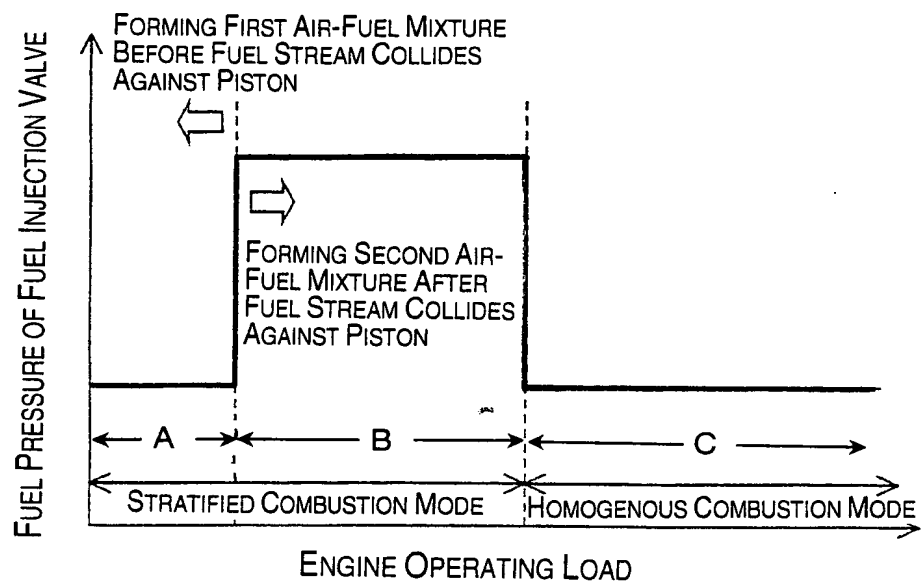 FORMING FIRST AIR-FUEL MIXTURE
BEFORE FUEL STREAM COLLIDES
AGAINST PISTON
FUEL PRESSURE OF FUEL INJECTION VALVE
FORMING SECOND AIR-
FUEL MIXTURE AFTER
FUEL STREAM COLLIDES
AGAINST PISTON
A
B
C
STRATIFIED COMBUSTION MODE
HOMOGENOUS COMBUSTION MODE
ENGINE OPERATING LOAD